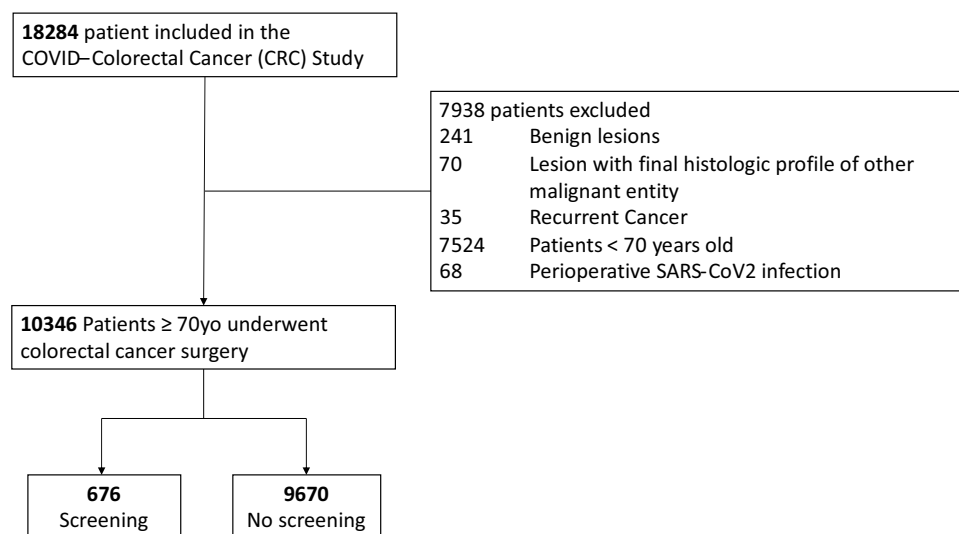 18284 patient included in the
COVID–Colorectal Cancer (CRC) Study
7938 patients excluded
241 Benign lesions
70 Lesion with final histologic profile of other
malignant entity
35 Recurrent Cancer
7524 Patients < 70 years old
68 Perioperative SARS-CoV2 infection
10346 Patients ≥ 70yo underwent
colorectal cancer surgery
676
Screening
9670
No screening